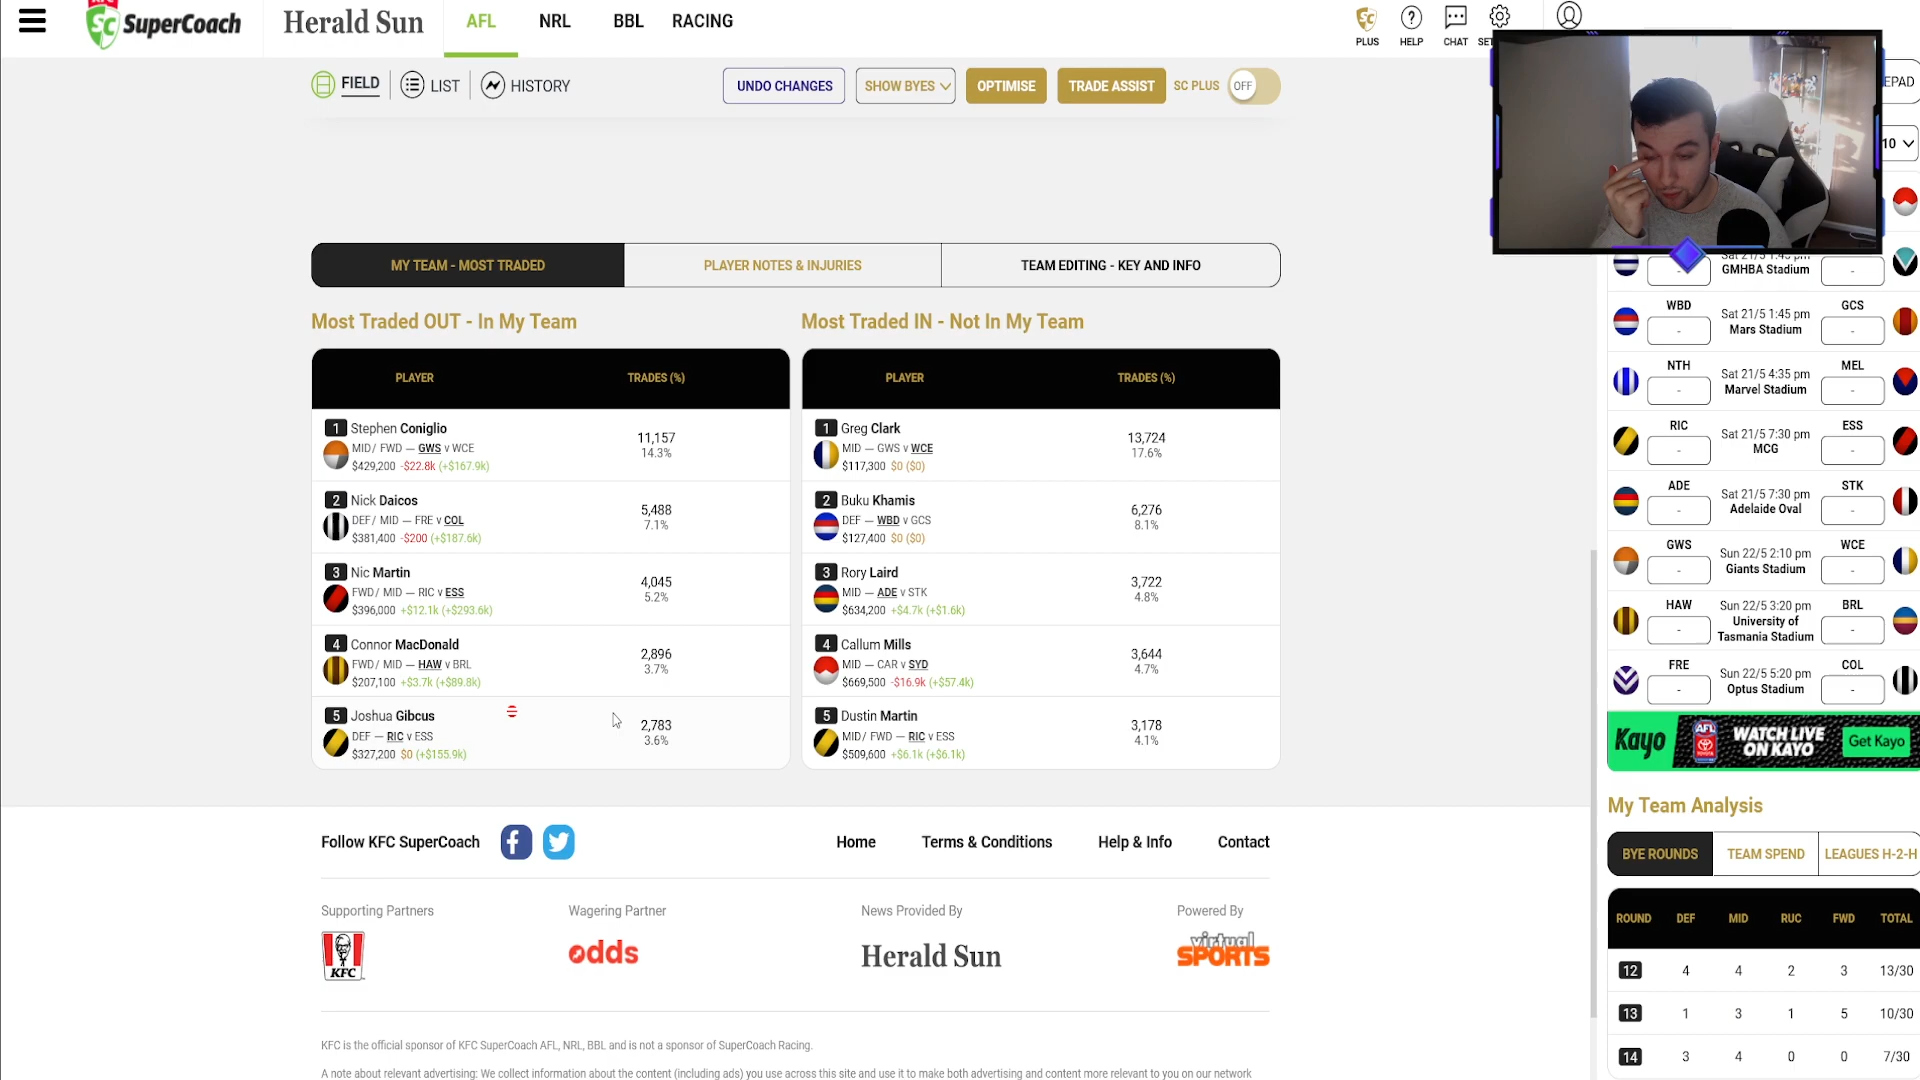 SuperCoach
Herald Sun
AFL
NRL
BBL
RACING
PLUS
HELP
CHAT
FIELD
LIST
HISTORY
UNDO CHANGES
SHOW BYES
OPTIMISE
TRADE ASSIST
SC PLUS
OFF
EPAD
10
MY TEAM - MOST TRADED
PLAYER NOTES & INJURIES
TEAM EDITING - KEY AND INFO
Most Traded OUT - In My Team
PLAYER TRADES (%)
1 Stephen Coniglio
MID/ FWD — GWS v WCE
$429,200 -$22.8k (+$167.9k)
11,157
14.3%
2 Nick Daicos
DEF/ MID — FRE v COL
$381,400 -$200 (+$187.6k)
5,488
7.1%
3 Nic Martin
FWD/ MID — RIC v ESS
$396,000 +$12.1k (+$293.6k)
4,045
5.2%
4 Connor MacDonald
FWD/ MID — HAW v BRL
$207,100 +$3.7k (+$89.8k)
2,896
3.7%
5 Joshua Gibcus
DEF — RIC v ESS
$327,200 $0 (+$155.9k)
2,783
3.6%
Most Traded IN - Not In My Team
PLAYER TRADES (%)
1 Greg Clark
MID — GWS v WCE
$117,300 $0 ($0)
13,724
17.6%
2 Buku Khamis
DEF — WBD v GCS
$127,400 $0 ($0)
6,276
8.1%
3 Rory Laird
MID — ADE v STK
$634,200 +$4.7k (+$1.6k)
3,722
4.8%
4 Callum Mills
MID — CAR v SYD
$669,500 -$16.9k (+$57.4k)
3,644
4.7%
5 Dustin Martin
MID/ FWD — RIC v ESS
$509,600 +$6.1k (+$6.1k)
3,178
4.1%
Sat 21/5 1:45 pm
- GMHBA Stadium -
WBD Sat 21/5 1:45 pm GCS
- Mars Stadium -
NTH Sat 21/5 4:35 pm MEL
- Marvel Stadium -
RIC Sat 21/5 7:30 pm ESS
- MCG -
ADE Sat 21/5 7:30 pm STK
- Adelaide Oval -
GWS Sun 22/5 2:10 pm WCE
- Giants Stadium -
HAW Sun 22/5 3:20 pm BRL
- University of -
Tasmania Stadium
FRE Sun 22/5 5:20 pm COL
- Optus Stadium -
Kayo
AFL
WATCH LIVE
ON KAYO
Get Kayo
My Team Analysis
BYE ROUNDS
TEAM SPEND
LEAGUES H-2-H
ROUND DEF MID RUC FWD TOTAL
12 4 4 2 3 13/30
13 1 3 1 5 10/30
14 3 4 0 0 7/30
Follow KFC SuperCoach
Home
Terms & Conditions
Help & Info
Contact
Supporting Partners
KFC
Wagering Partner
odds
News Provided By
Herald Sun
Powered By
virtual
SPORTS
KFC is the official sponsor of KFC SuperCoach AFL, NRL, BBL and is not a sponsor of SuperCoach Racing.
A note about relevant advertising: We collect information about the content (including ads) you use across this site and use it to make both advertising and content more relevant to you on our network